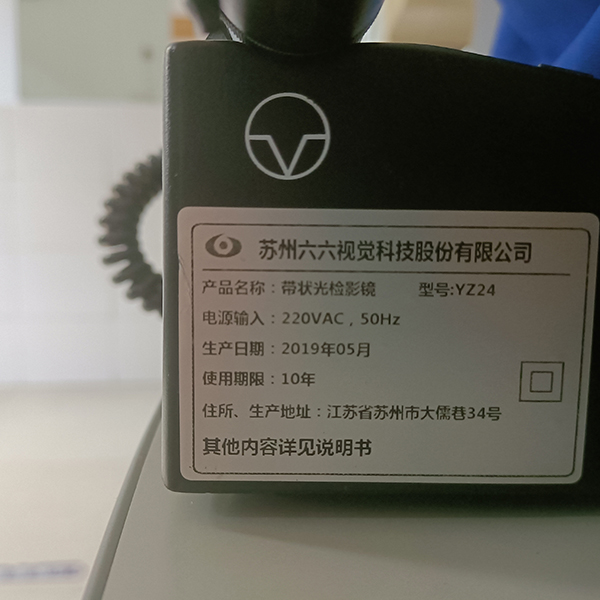 苏州六六视觉科技股份有限公司
产品名称：带状光检影镜 型号:YZ24
电源输入：220VAC，50Hz
生产日期：2019年05月
使用期限：10年
住所、生产地址：江苏省苏州市大儒巷34号
其他内容详见说明书